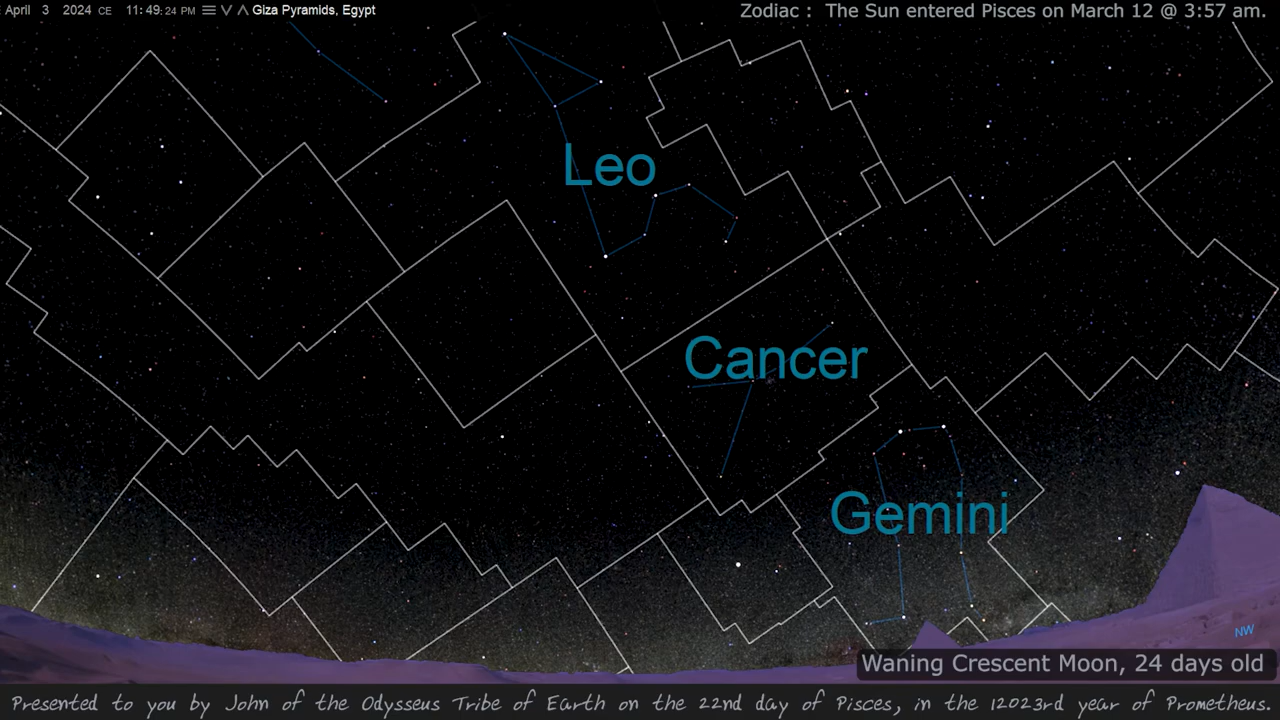 April 3 2024 CE 11:49:24 PM Giza Pyramids, Egypt
Zodiac : The Sun entered Pisces on March 12 @ 3:57 am.
Leo
Cancer
Gemini
NW
Waning Crescent Moon, 24 days old
Presented to you by John of the Odysseus Tribe of Earth on the 22nd day of Pisces, in the 12023rd year of Prometheus.